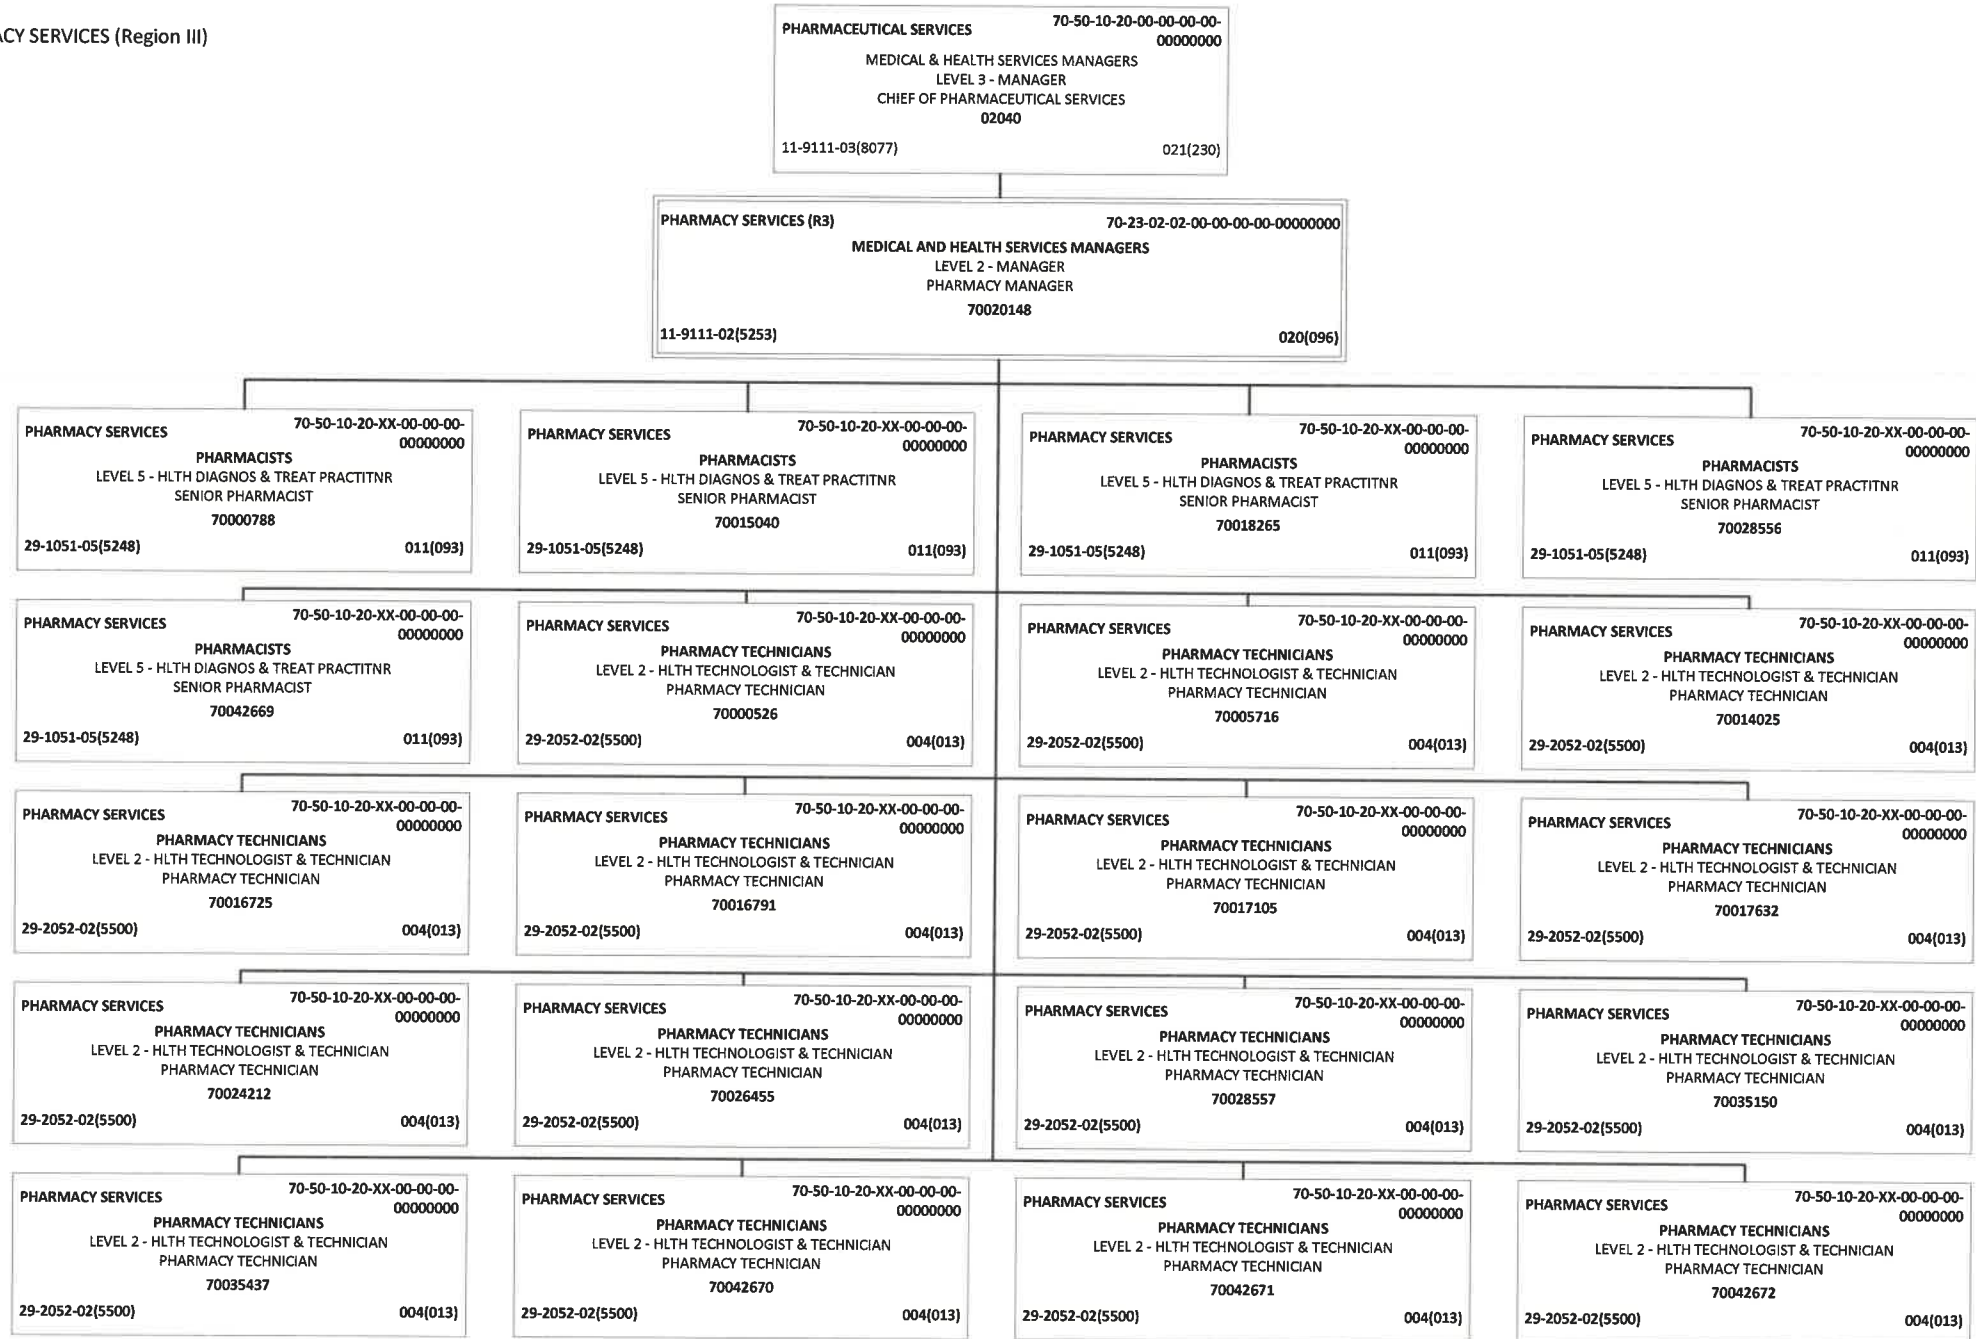 ACY SERVICES (Region III)
PHARMACEUTICAL SERVICES 70-50-10-20-00-00-00-00-
00000000
MEDICAL & HEALTH SERVICES MANAGERS
LEVEL 3 - MANAGER
CHIEF OF PHARMACEUTICAL SERVICES
02040
11-9111-03(8077) 021(230)
PHARMACY SERVICES (R3) 70-23-02-02-00-00-00-00-00000000
MEDICAL AND HEALTH SERVICES MANAGERS
LEVEL 2 - MANAGER
PHARMACY MANAGER
70020148
11-9111-02(5253) 020(096)
PHARMACY SERVICES 70-50-10-20-XX-00-00-00-
00000000
PHARMACISTS
LEVEL 5 - HLTH DIAGNOS & TREAT PRACTITNR
SENIOR PHARMACIST
70000788
29-1051-05(5248) 011(093)
PHARMACY SERVICES 70-50-10-20-XX-00-00-00-
00000000
PHARMACISTS
LEVEL 5 - HLTH DIAGNOS & TREAT PRACTITNR
SENIOR PHARMACIST
70015040
29-1051-05(5248) 011(093)
PHARMACY SERVICES 70-50-10-20-XX-00-00-00-
00000000
PHARMACISTS
LEVEL 5 - HLTH DIAGNOS & TREAT PRACTITNR
SENIOR PHARMACIST
70018265
29-1051-05(5248) 011(093)
PHARMACY SERVICES 70-50-10-20-XX-00-00-00-
00000000
PHARMACISTS
LEVEL 5 - HLTH DIAGNOS & TREAT PRACTITNR
SENIOR PHARMACIST
70028556
29-1051-05(5248) 011(093)
PHARMACY SERVICES 70-50-10-20-XX-00-00-00-
00000000
PHARMACISTS
LEVEL 5 - HLTH DIAGNOS & TREAT PRACTITNR
SENIOR PHARMACIST
70042669
29-1051-05(5248) 011(093)
PHARMACY SERVICES 70-50-10-20-XX-00-00-00-
00000000
PHARMACY TECHNICIANS
LEVEL 2 - HLTH TECHNOLOGIST & TECHNICIAN
PHARMACY TECHNICIAN
70000526
29-2052-02(5500) 004(013)
PHARMACY SERVICES 70-50-10-20-XX-00-00-00-
00000000
PHARMACY TECHNICIANS
LEVEL 2 - HLTH TECHNOLOGIST & TECHNICIAN
PHARMACY TECHNICIAN
70005716
29-2052-02(5500) 004(013)
PHARMACY SERVICES 70-50-10-20-XX-00-00-00-
00000000
PHARMACY TECHNICIANS
LEVEL 2 - HLTH TECHNOLOGIST & TECHNICIAN
PHARMACY TECHNICIAN
70014025
29-2052-02(5500) 004(013)
PHARMACY SERVICES 70-50-10-20-XX-00-00-00-
00000000
PHARMACY TECHNICIANS
LEVEL 2 - HLTH TECHNOLOGIST & TECHNICIAN
PHARMACY TECHNICIAN
70016725
29-2052-02(5500) 004(013)
PHARMACY SERVICES 70-50-10-20-XX-00-00-00-
00000000
PHARMACY TECHNICIANS
LEVEL 2 - HLTH TECHNOLOGIST & TECHNICIAN
PHARMACY TECHNICIAN
70016791
29-2052-02(5500) 004(013)
PHARMACY SERVICES 70-50-10-20-XX-00-00-00-
00000000
PHARMACY TECHNICIANS
LEVEL 2 - HLTH TECHNOLOGIST & TECHNICIAN
PHARMACY TECHNICIAN
70017105
29-2052-02(5500) 004(013)
PHARMACY SERVICES 70-50-10-20-XX-00-00-00-
00000000
PHARMACY TECHNICIANS
LEVEL 2 - HLTH TECHNOLOGIST & TECHNICIAN
PHARMACY TECHNICIAN
70017632
29-2052-02(5500) 004(013)
PHARMACY SERVICES 70-50-10-20-XX-00-00-00-
00000000
PHARMACY TECHNICIANS
LEVEL 2 - HLTH TECHNOLOGIST & TECHNICIAN
PHARMACY TECHNICIAN
70024212
29-2052-02(5500) 004(013)
PHARMACY SERVICES 70-50-10-20-XX-00-00-00-
00000000
PHARMACY TECHNICIANS
LEVEL 2 - HLTH TECHNOLOGIST & TECHNICIAN
PHARMACY TECHNICIAN
70026455
29-2052-02(5500) 004(013)
PHARMACY SERVICES 70-50-10-20-XX-00-00-00-
00000000
PHARMACY TECHNICIANS
LEVEL 2 - HLTH TECHNOLOGIST & TECHNICIAN
PHARMACY TECHNICIAN
70028557
29-2052-02(5500) 004(013)
PHARMACY SERVICES 70-50-10-20-XX-00-00-00-
00000000
PHARMACY TECHNICIANS
LEVEL 2 - HLTH TECHNOLOGIST & TECHNICIAN
PHARMACY TECHNICIAN
70035150
29-2052-02(5500) 004(013)
PHARMACY SERVICES 70-50-10-20-XX-00-00-00-
00000000
PHARMACY TECHNICIANS
LEVEL 2 - HLTH TECHNOLOGIST & TECHNICIAN
PHARMACY TECHNICIAN
70035437
29-2052-02(5500) 004(013)
PHARMACY SERVICES 70-50-10-20-XX-00-00-00-
00000000
PHARMACY TECHNICIANS
LEVEL 2 - HLTH TECHNOLOGIST & TECHNICIAN
PHARMACY TECHNICIAN
70042670
29-2052-02(5500) 004(013)
PHARMACY SERVICES 70-50-10-20-XX-00-00-00-
00000000
PHARMACY TECHNICIANS
LEVEL 2 - HLTH TECHNOLOGIST & TECHNICIAN
PHARMACY TECHNICIAN
70042671
29-2052-02(5500) 004(013)
PHARMACY SERVICES 70-50-10-20-XX-00-00-00-
00000000
PHARMACY TECHNICIANS
LEVEL 2 - HLTH TECHNOLOGIST & TECHNICIAN
PHARMACY TECHNICIAN
70042672
29-2052-02(5500) 004(013)